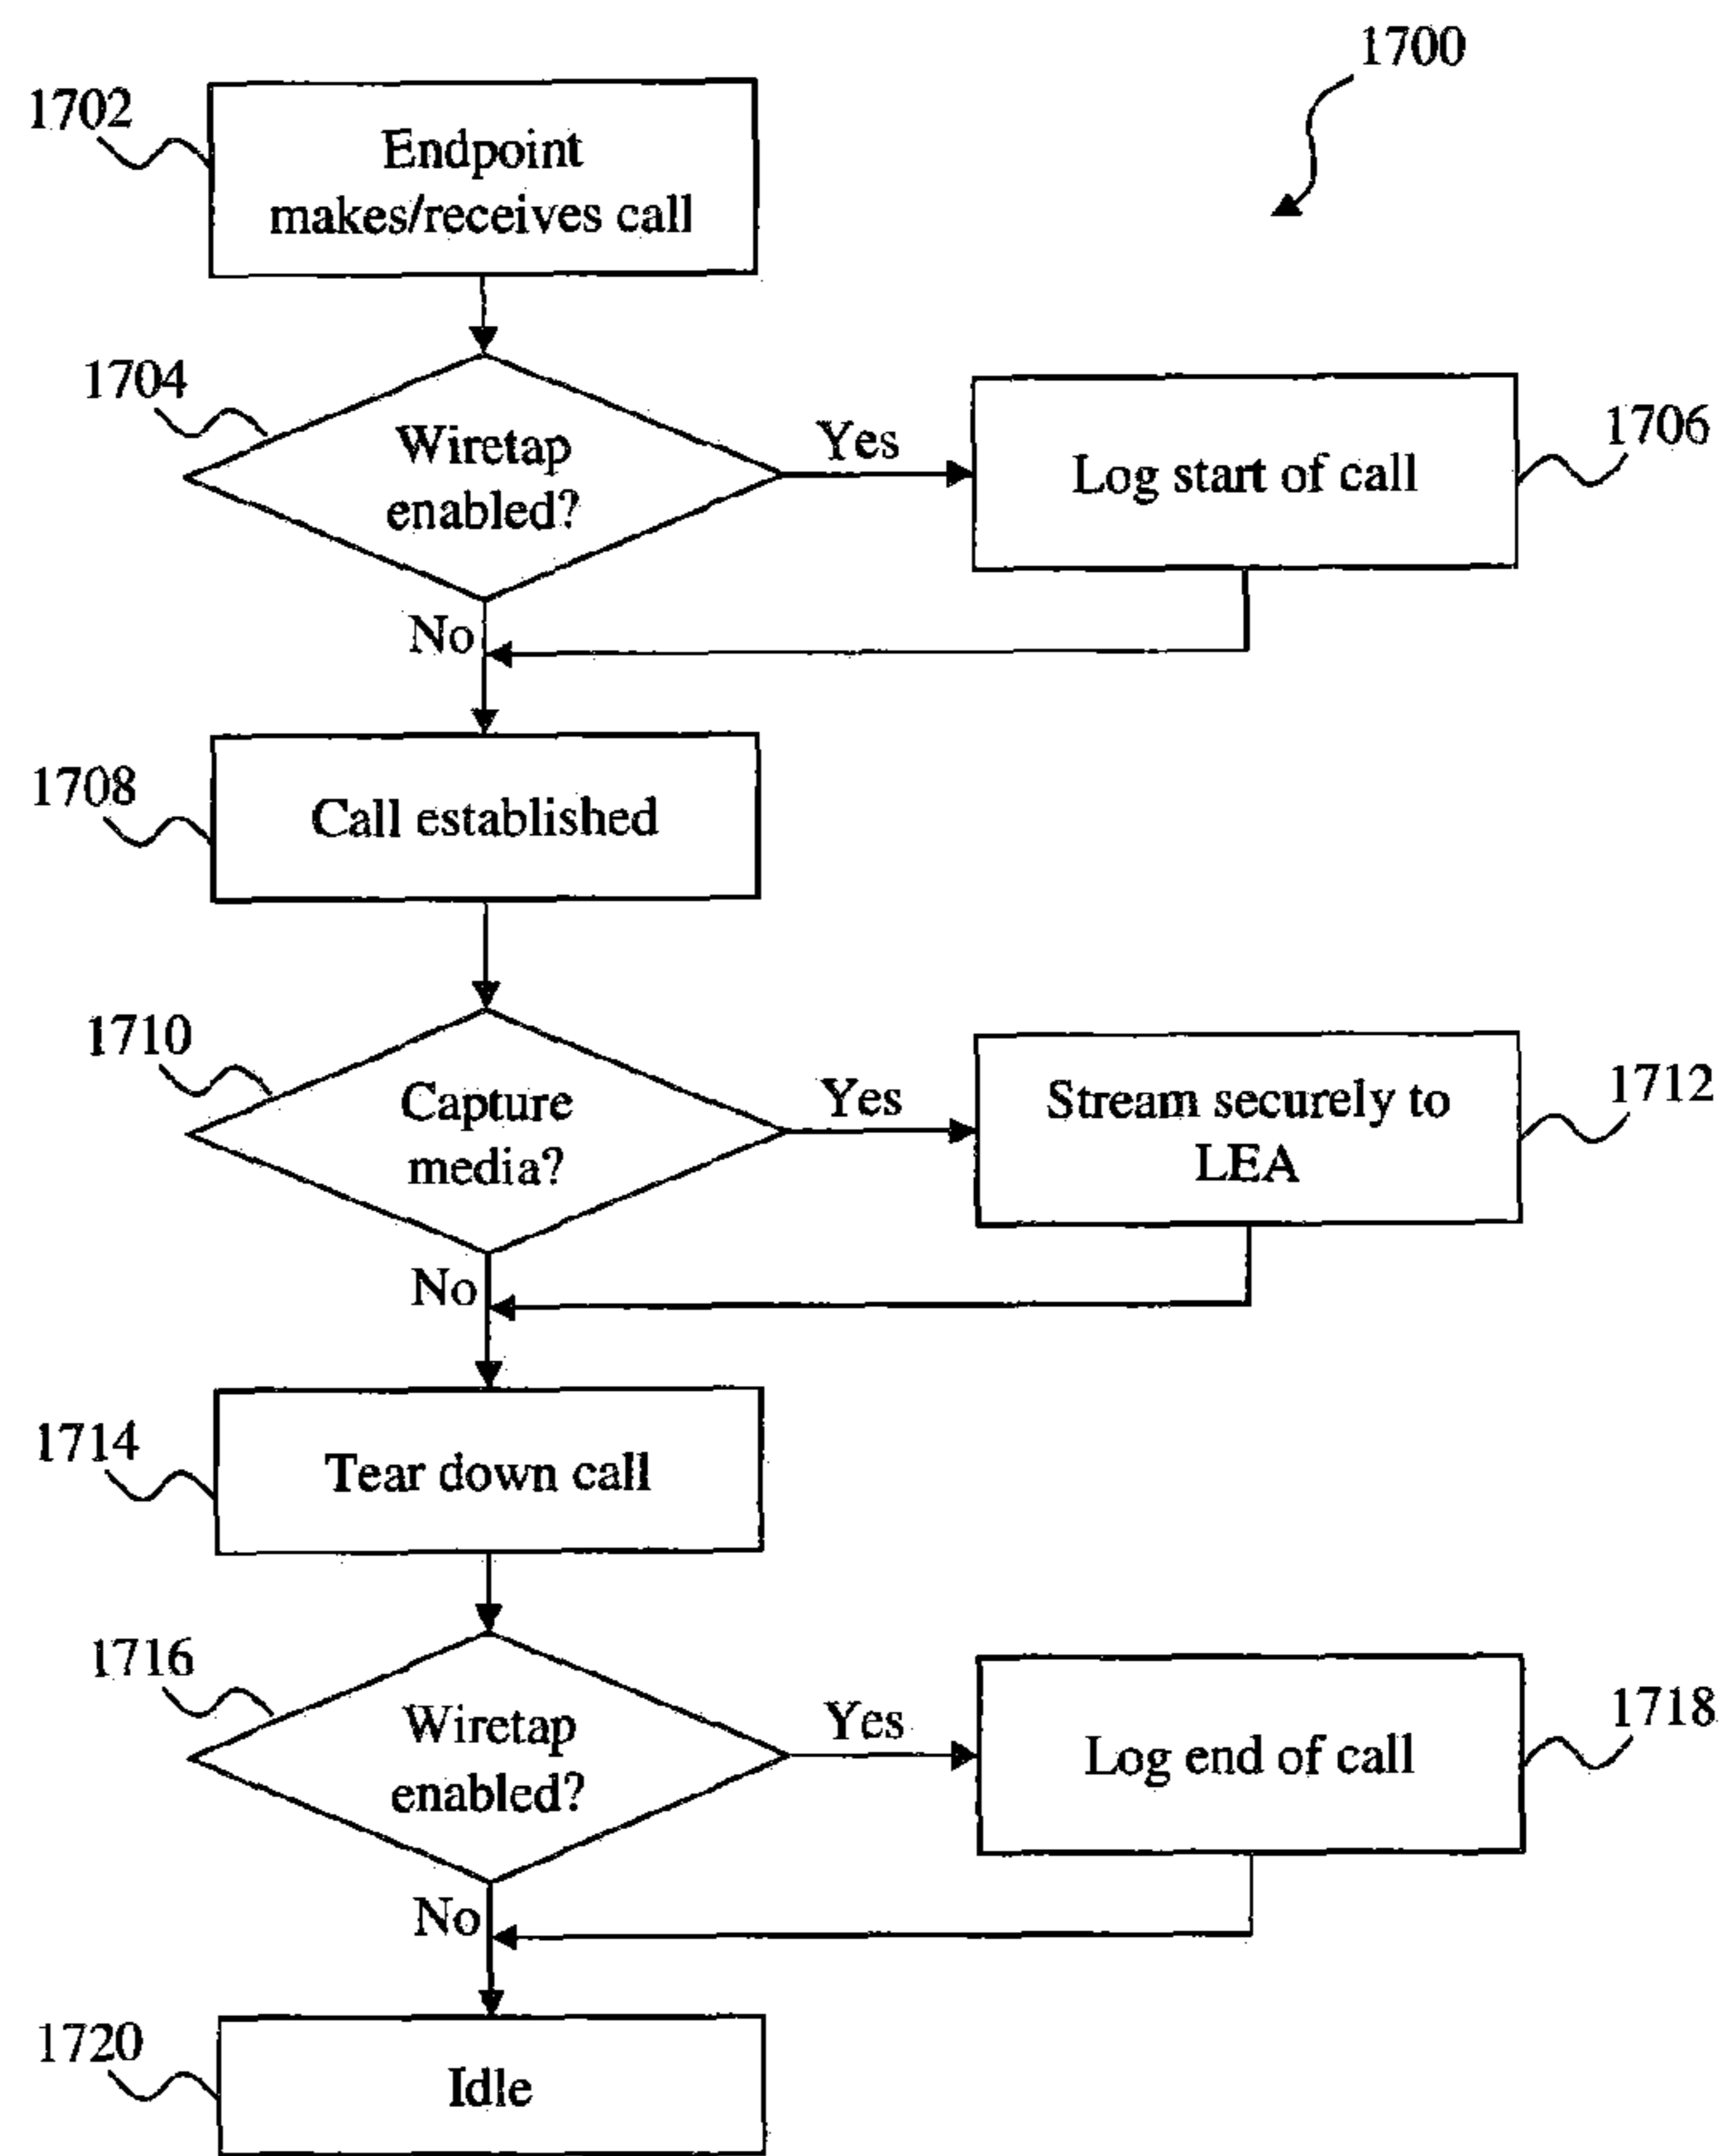 1700
1702
Endpoint
makes/receives call
1704
Wiretap
enabled?
Yes
Log start of call
1706
No
1708
Call established
1710
Capture
media?
Yes
Stream securely to
LEA
1712
No
1714
Tear down call
1716
Wiretap
enabled?
Yes
Log end of call
1718
No
1720
Idle